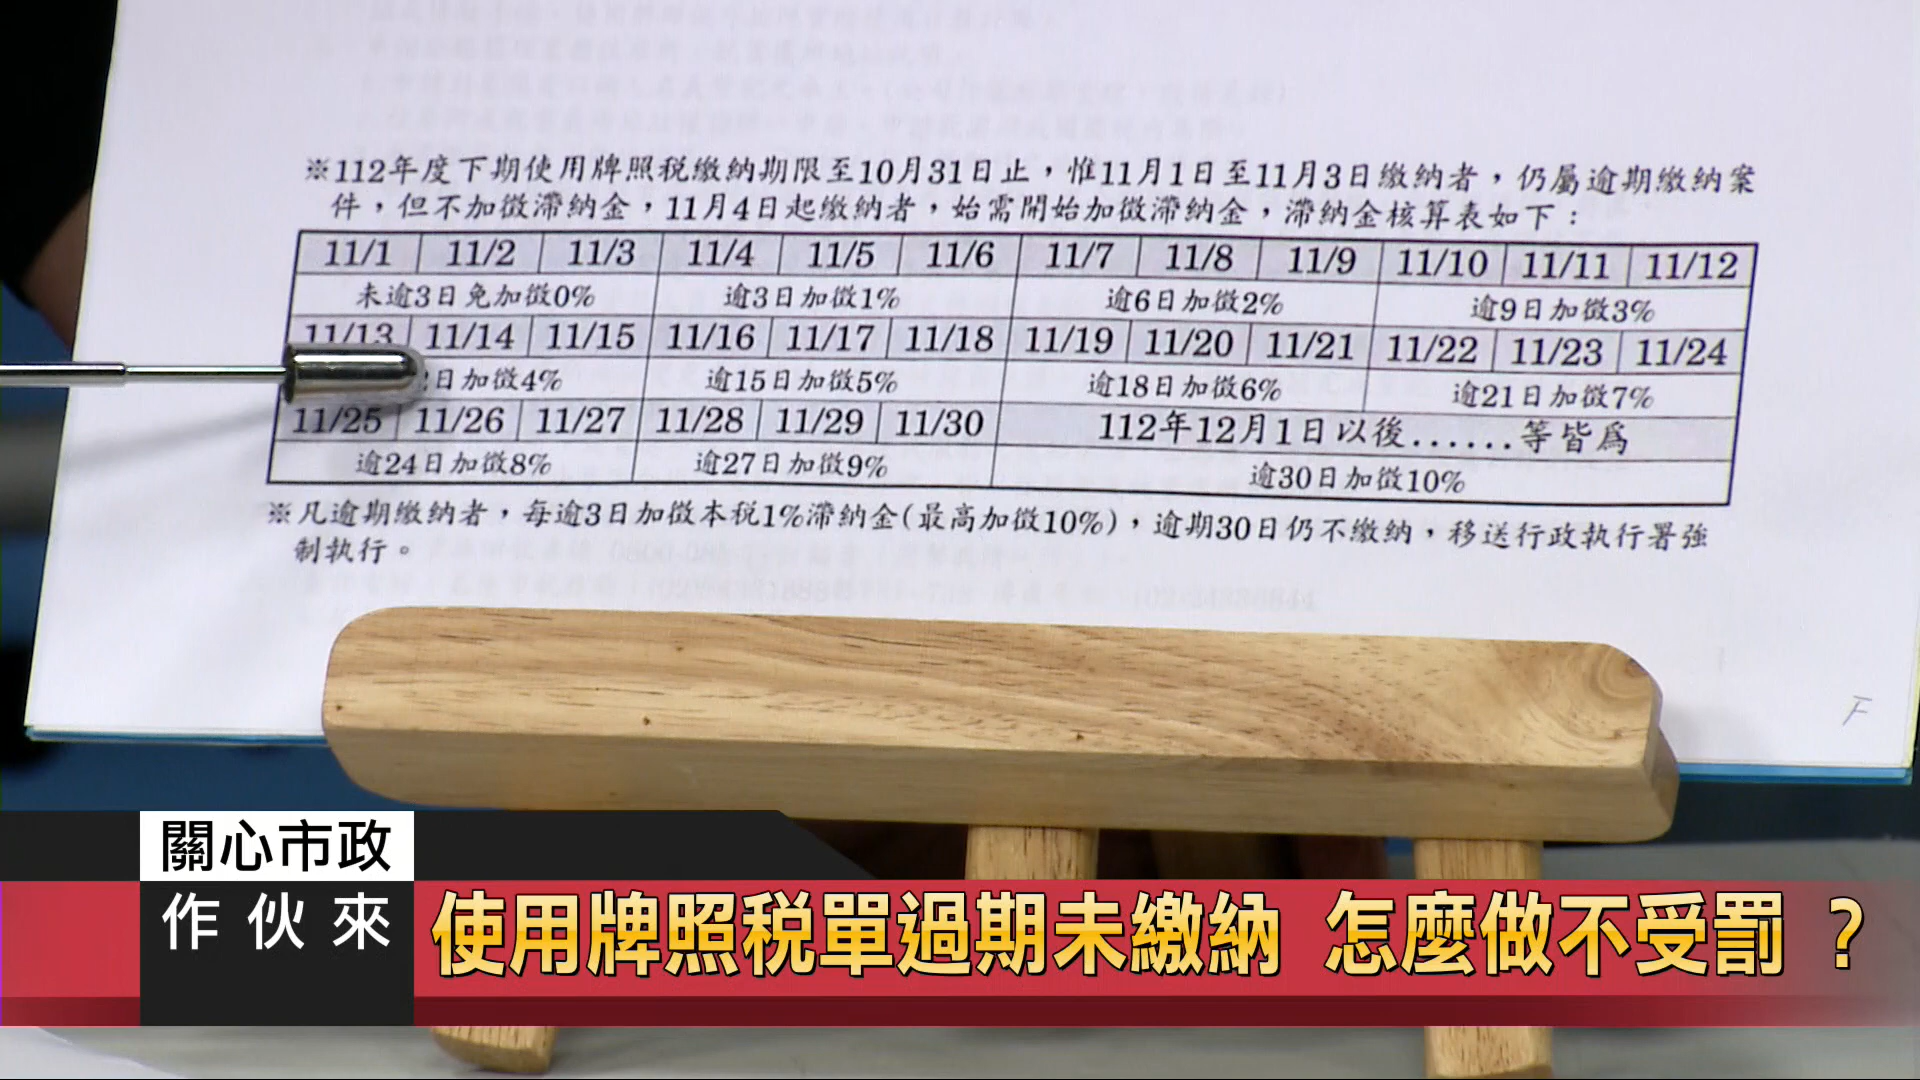 ※112年度下期使用牌照稅繳納期限至10月31日止，惟11月1日至11月3日繳納者，仍屬逾期繳納案
件，但不加徵滯納金，11月4日起繳納者，始需開始加徵滯納金，滯納金核算表如下：
11/1 11/2 11/3 11/4 11/5 11/6 11/7 11/8 11/9 11/10 11/11 11/12
未逾3日免加徵0% 逾3日加徵1% 逾6日加徵2% 逾9日加徵3%
11/13 11/14 11/15 11/16 11/17 11/18 11/19 11/20 11/21 11/22 11/23 11/24
2日加徵4% 逾15日加徵5% 逾18日加徵6% 逾21日加徵7%
11/25 11/26 11/27 11/28 11/29 11/30 112年12月1日以後......等皆為
逾24日加徵8% 逾27日加徵9% 逾30日加徵10%
※凡逾期繳納者，每逾3日加徵本稅1%滯納金(最高加徵10%)，逾期30日仍不繳納，移送行政執行署強
制執行。
F
關心市政
作伙來
使用牌照稅單過期未繳納 怎麼做不受罰？